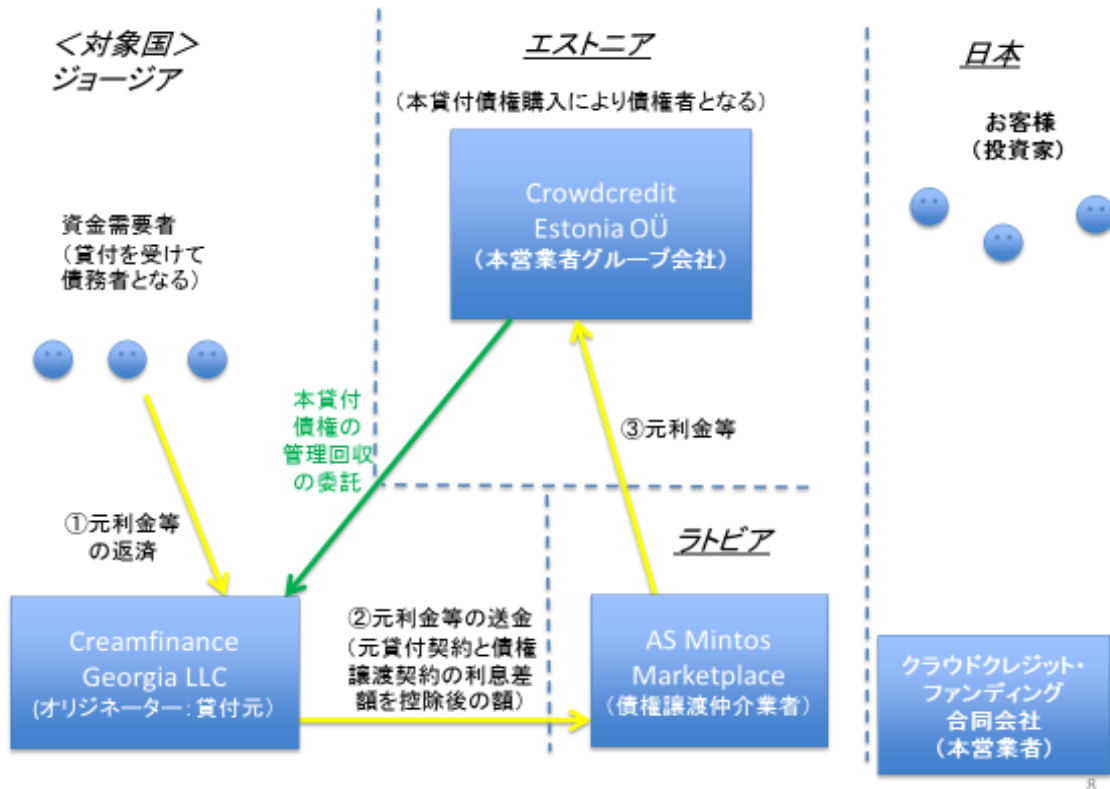 ＜対象国＞
ジョージア
エストニア
日本
（本貸付債権購入により債権者となる）
お客様
（投資家）
Crowdcredit
Estonia OÜ
（本営業者グループ会社）
資金需要者
（貸付を受けて
債務者となる）
本貸付
債権の
管理回収
の委託
③元利金等
①元利金等
の返済
ラトビア
Creamfinance
Georgia LLC
(オリジネーター：貸付元）
②元利金等の送金
（元貸付契約と債権
譲渡契約の利息差
額を控除後の額）
AS Mintos
Marketplace
（債権譲渡仲介業者）
クラウドクレジット・
ファンディング
合同会社
（本営業者）
8